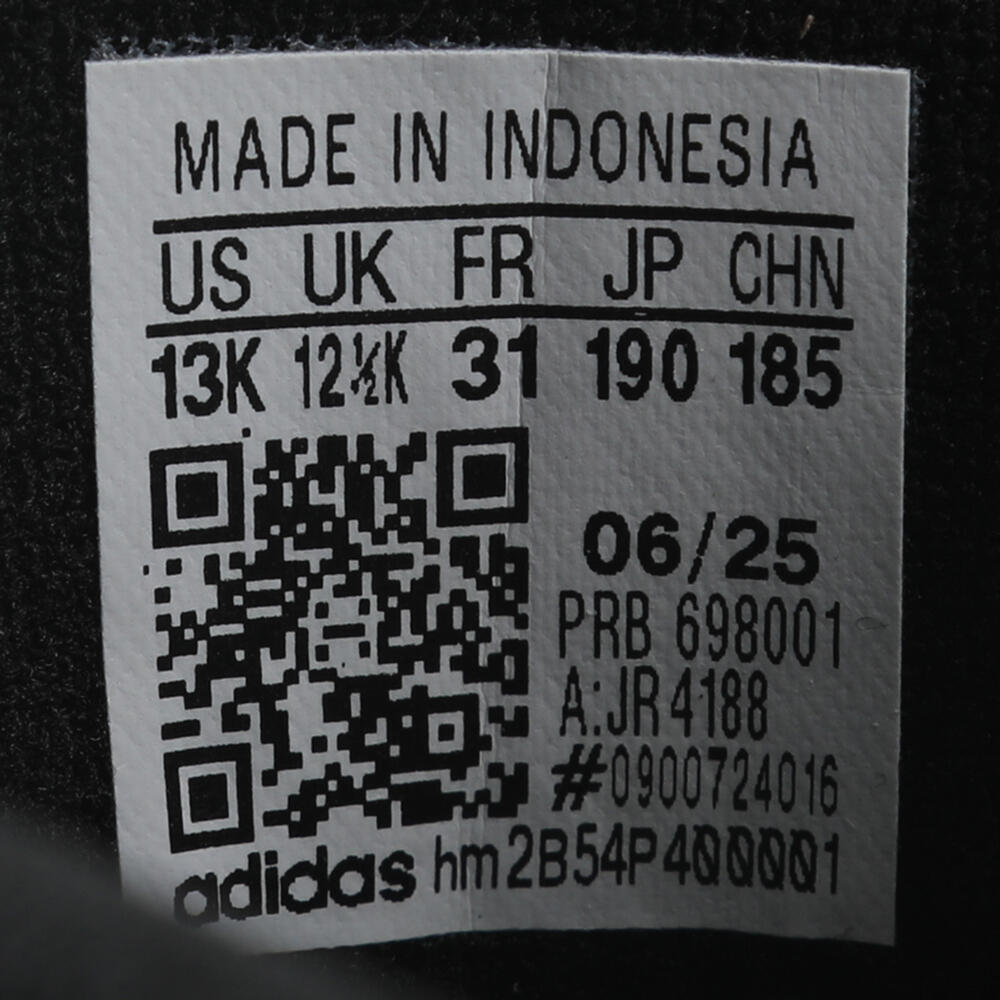 MADE IN INDONESIA
US UK FR JP CHN
13K 12½K 31 190 185
06/25
PRB 698001
A:JR4188
#0900724016
adidas hm2B54P4000001